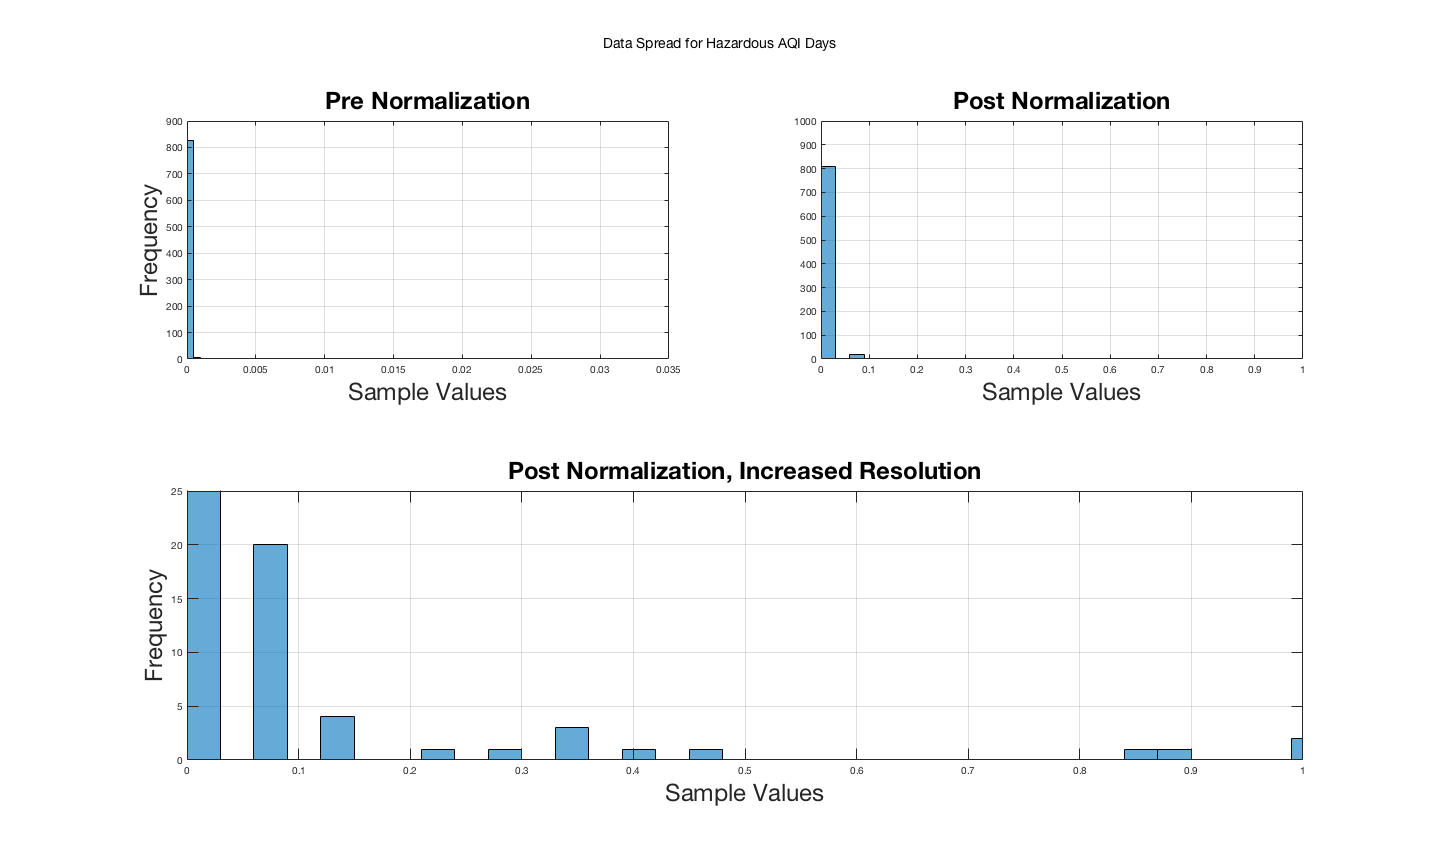 Data Spread for Hazardous AQI Days
Pre Normalization
Frequency
900
800
700
600
500
400
300
200
100
0
0 0.005 0.01 0.015 0.02 0.025 0.03 0.035
Sample Values
Post Normalization
1000
900
800
700
600
500
400
300
200
100
0
0 0.1 0.2 0.3 0.4 0.5 0.6 0.7 0.8 0.9 1
Sample Values
Post Normalization, Increased Resolution
Frequency
25
20
15
10
5
0
0 0.1 0.2 0.3 0.4 0.5 0.6 0.7 0.8 0.9 1
Sample Values